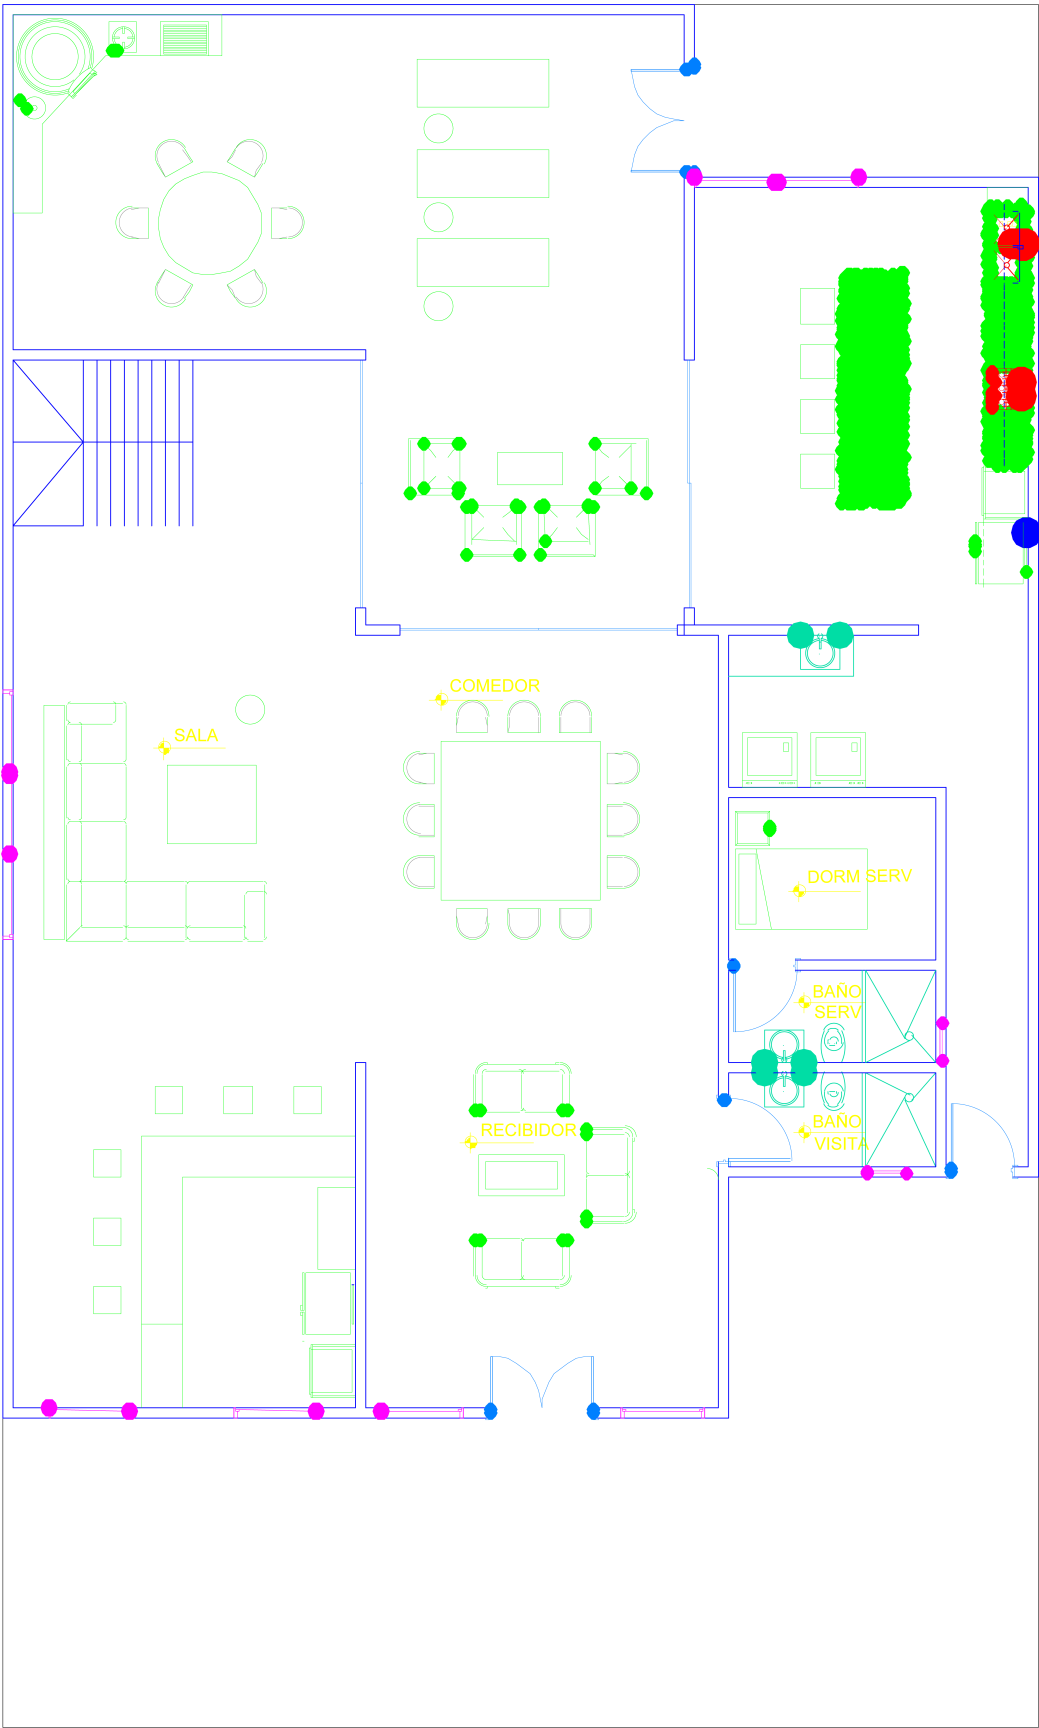 COMEDOR
SALA
DORM SERV
BAÑO
SERV
BAÑO
VISITA
RECIBIDOR